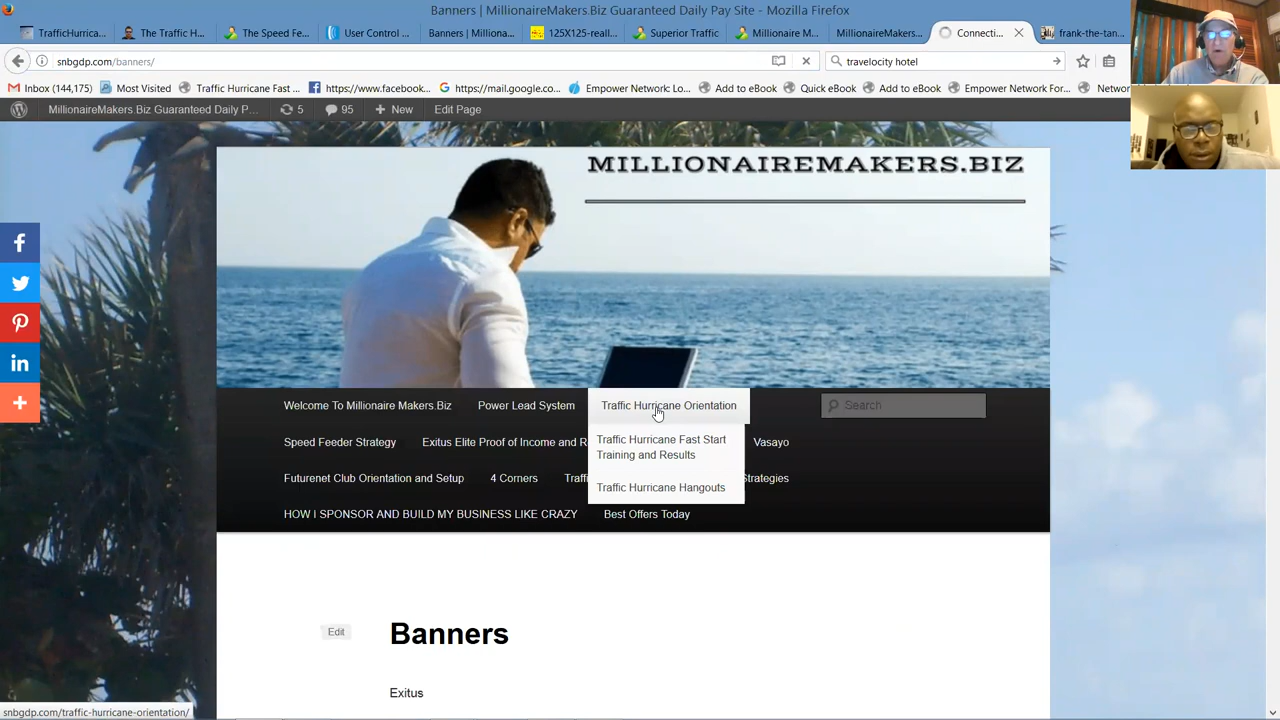 Banners | MillionaireMakers.Biz Guaranteed Daily Pay Site - Mozilla Firefox
TrafficHurrica...
The Traffic H...
The Speed Fe...
User Control ...
Banners | Milliona...
125X125-reall...
Superior Traffic
Millionaire M...
MillionaireMakers...
Connecti...
frank-the-tan...
snbgdp.com/banners/
travelocity hotel
Inbox (144,175)
Most Visited
Traffic Hurricane Fast ...
https://www.facebook...
https://mail.google.co...
Empower Network: Lo...
Add to eBook
Quick eBook
Add to eBook
Empower Network For...
Network
MillionaireMakers.Biz Guaranteed Daily P...
5
95
New
Edit Page
MILLIONAIREMAKERS.BIZ
Welcome To Millionaire Makers.Biz
Power Lead System
Traffic Hurricane Orientation
Search
Speed Feeder Strategy
Exitus Elite Proof of Income and R
Traffic Hurricane Fast Start
Training and Results
Vasayo
Futurenet Club Orientation and Setup
4 Corners
Traffi
Traffic Hurricane Hangouts
Strategies
HOW I SPONSOR AND BUILD MY BUSINESS LIKE CRAZY
Best Offers Today
Edit
Banners
Exitus
snbgdp.com/traffic-hurricane-orientation/